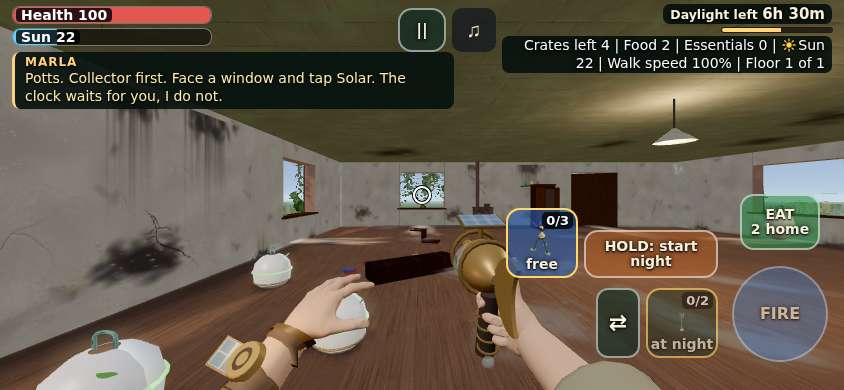 Health 100
Sun 22
MARLA
Potts. Collector first. Face a window and tap Solar. The
clock waits for you, I do not.
Daylight left 6h 30m
Crates left 4 | Food 2 | Essentials 0 | ☀Sun
22 | Walk speed 100% | Floor 1 of 1
0/3
free
HOLD: start
night
EAT
2 home
0/2
at night
FIRE